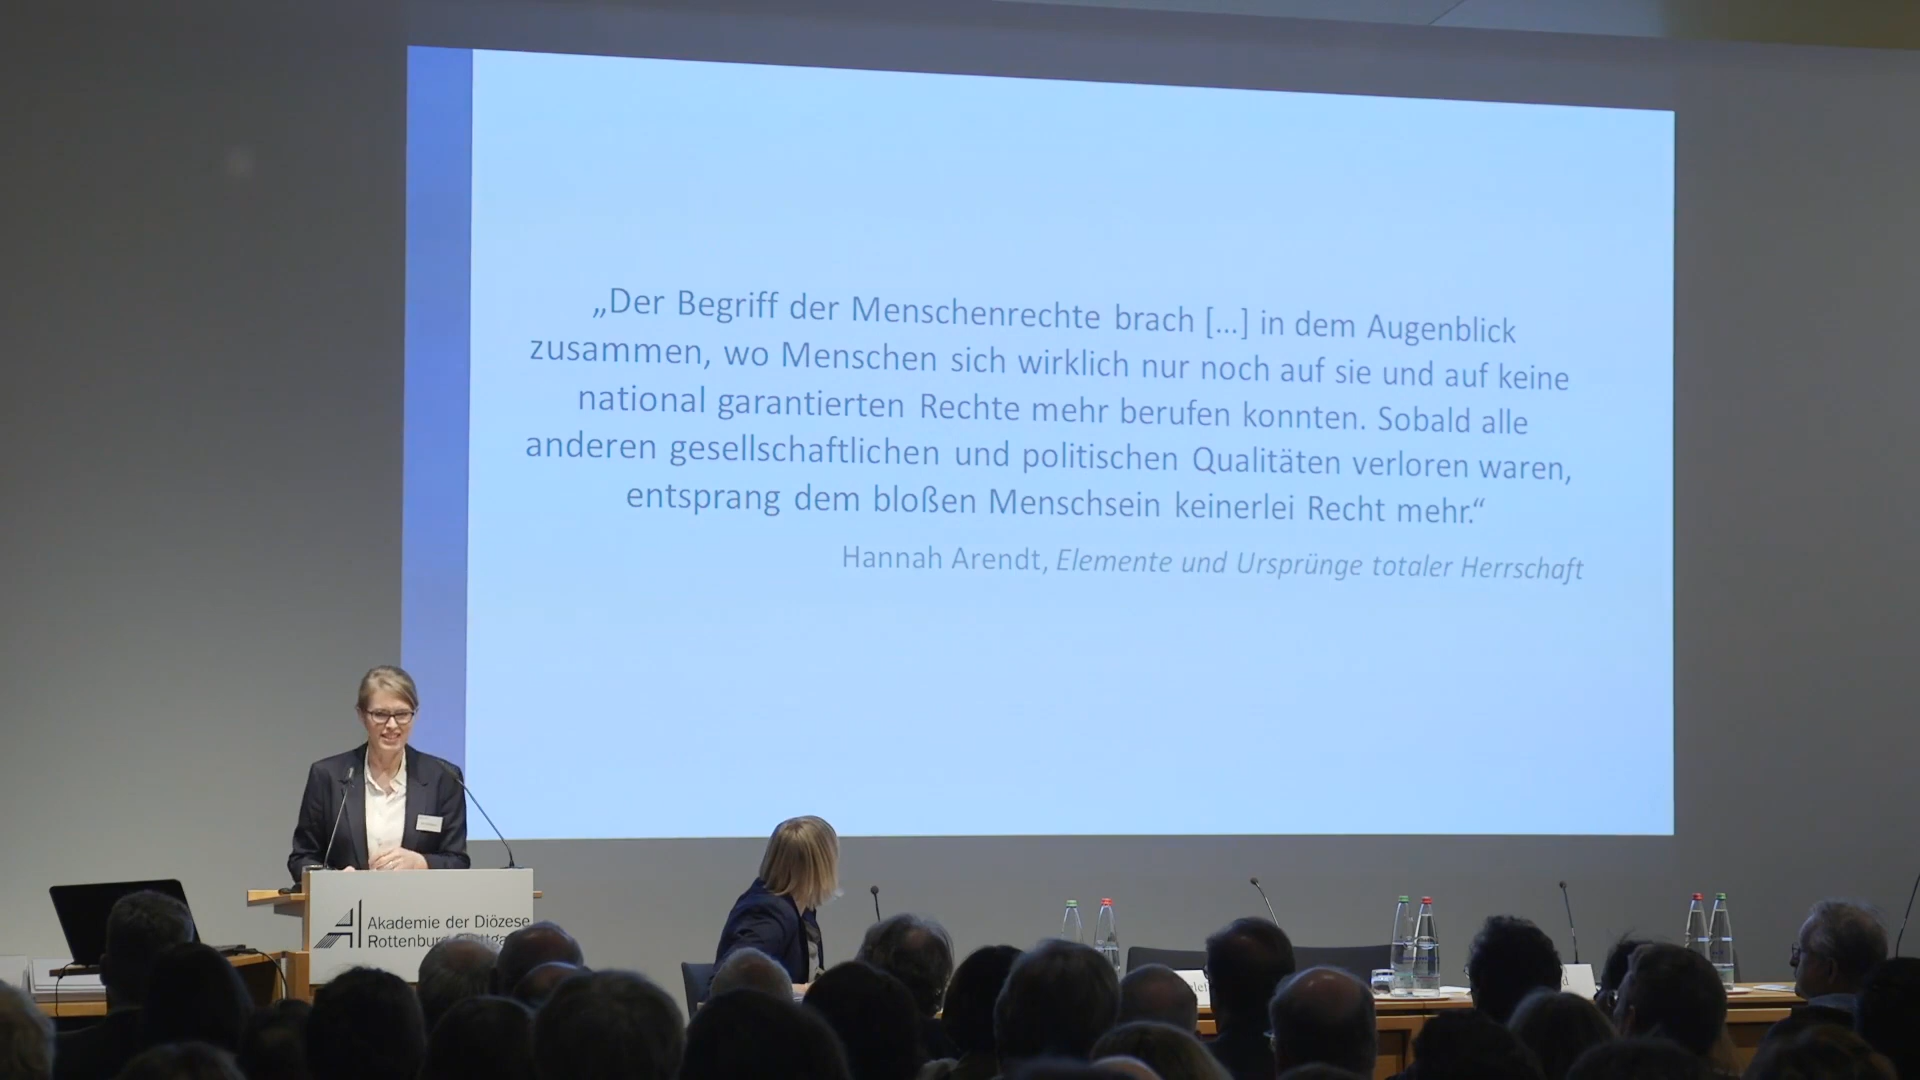 „Der Begriff der Menschenrechte brach [...] in dem Augenblick
zusammen, wo Menschen sich wirklich nur noch auf sie und auf keine
national garantierten Rechte mehr berufen konnten. Sobald alle
anderen gesellschaftlichen und politischen Qualitäten verloren waren,
entsprang dem bloßen Menschsein keinerlei Recht mehr.“
Hannah Arendt, Elemente und Ursprünge totaler Herrschaft
Akademie der Diözese